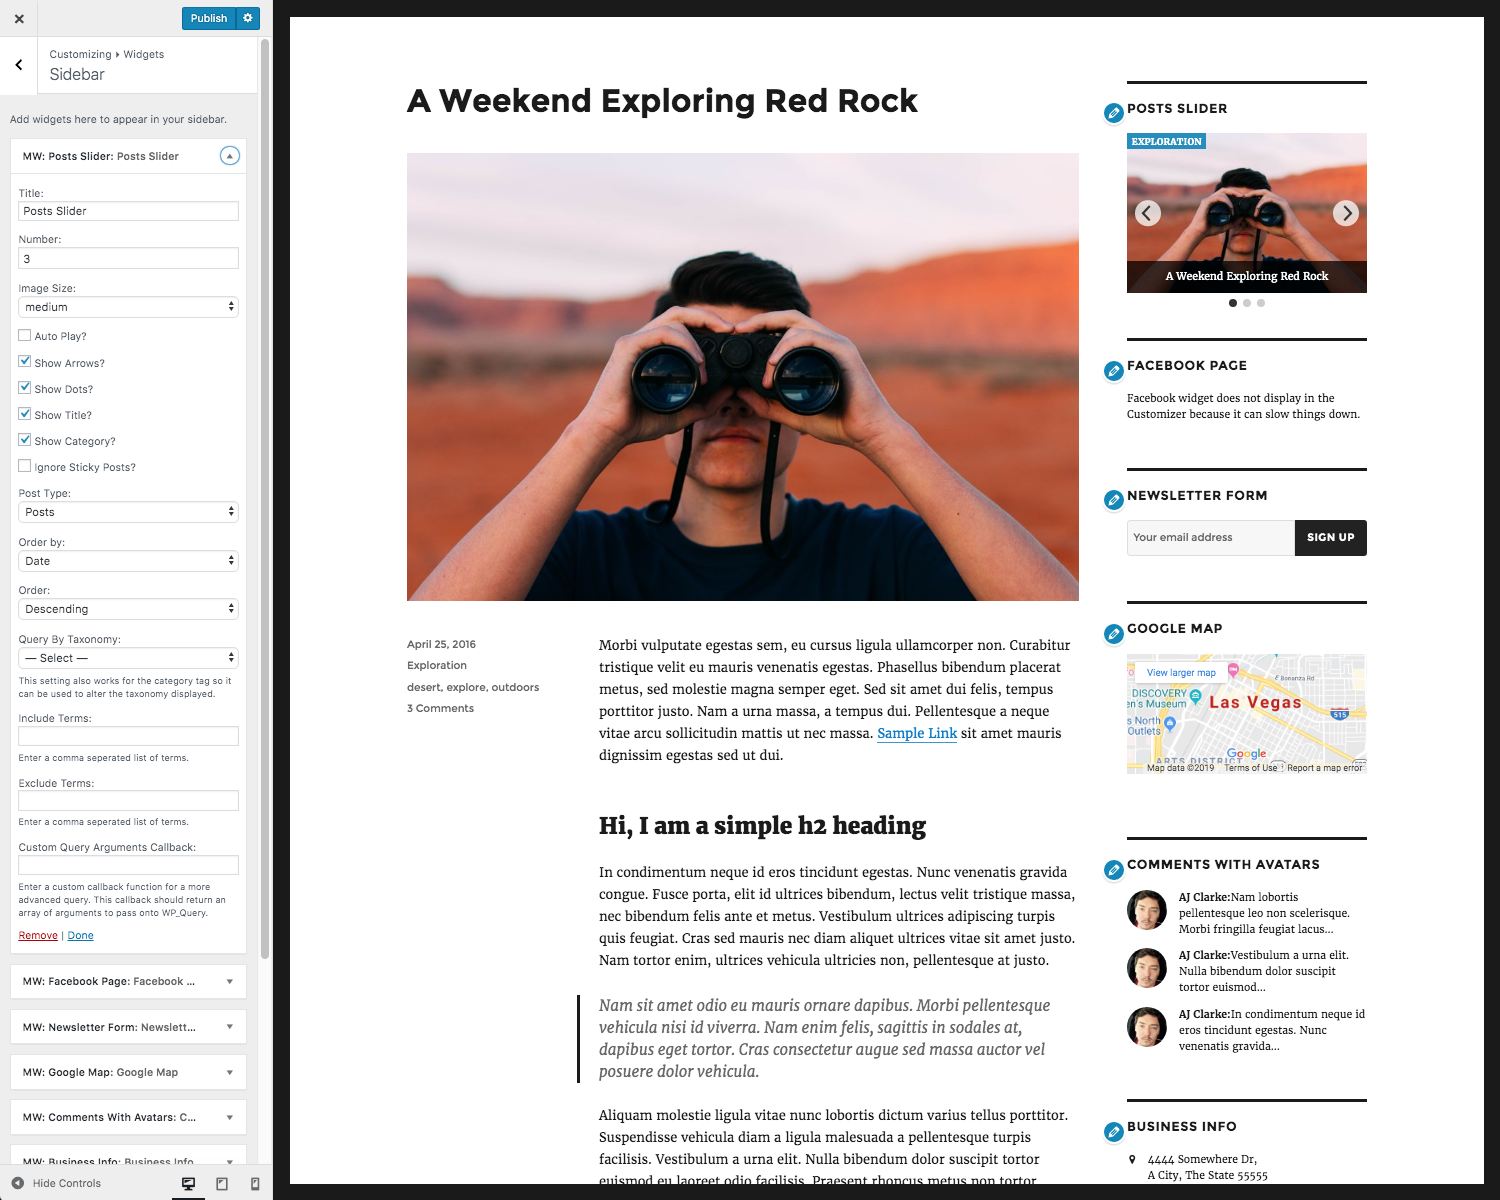 Publish
Customizing ▸ Widgets
Sidebar
Add widgets here to appear in your sidebar.
MW: Posts Slider: Posts Slider
Title:
Posts Slider
Number:
3
Image Size:
medium
Auto Play?
Show Arrows?
Show Dots?
Show Title?
Show Category?
Ignore Sticky Posts?
Post Type:
Posts
Order by:
Date
Order:
Descending
Query By Taxonomy:
— Select —
This setting also works for the category tag so it
can be used to alter the taxonomy displayed.
Include Terms:
Enter a comma seperated list of terms.
Exclude Terms:
Enter a comma seperated list of terms.
Custom Query Arguments Callback:
Enter a custom callback function for a more
advanced query. This callback should return an
array of arguments to pass onto WP_Query.
Remove | Done
MW: Facebook Page: Facebook ...
MW: Newsletter Form: Newslett...
MW: Google Map: Google Map
MW: Comments With Avatars: C...
MW: Business Info: Business Info
Hide Controls
A Weekend Exploring Red Rock
April 25, 2016
Exploration
desert, explore, outdoors
3 Comments
Morbi vulputate egestas sem, eu cursus ligula ullamcorper non. Curabitur
tristique velit eu mauris venenatis egestas. Phasellus bibendum placerat
metus, sed molestie magna semper eget. Sed sit amet dui felis, tempus
porttitor justo. Nam a urna massa, a tempus dui. Pellentesque a neque
vitae arcu sollicitudin mattis ut nec massa. Sample Link sit amet mauris
dignissim egestas sed ut dui.
Hi, I am a simple h2 heading
In condimentum neque id eros tincidunt egestas. Nunc venenatis gravida
congue. Fusce porta, elit id ultrices bibendum, lectus velit tristique massa,
nec bibendum felis ante et metus. Vestibulum ultrices adipiscing turpis
quis feugiat. Cras sed mauris nec diam aliquet ultrices vitae sit amet justo.
Nam tortor enim, ultrices vehicula ultricies non, pellentesque at justo.
Nam sit amet odio eu mauris ornare dapibus. Morbi pellentesque
vehicula nisi id viverra. Nam enim felis, sagittis in sodales at,
dapibus eget tortor. Cras consectetur augue sed massa auctor vel
posuere dolor vehicula.
Aliquam molestie ligula vitae nunc lobortis dictum varius tellus porttitor.
Suspendisse vehicula diam a ligula malesuada a pellentesque turpis
facilisis. Vestibulum a urna elit. Nulla bibendum dolor suscipit tortor
euismod eu laoreet odio facilisis. Praesent rhoncus metus non tortor
POSTS SLIDER
EXPLORATION
A Weekend Exploring Red Rock
FACEBOOK PAGE
Facebook widget does not display in the
Customizer because it can slow things down.
NEWSLETTER FORM
Your email address
SIGN UP
GOOGLE MAP
View larger map
E Bonanza Rd
DISCOVERY
en's Museum
Las Vegas
515
s North
Outlets
Google
ARTS DISTRICT
Map data ©2019 Terms of Use Report a map error
COMMENTS WITH AVATARS
AJ Clarke:Nam lobortis
pellentesque leo non scelerisque.
Morbi fringilla feugiat lacus...
AJ Clarke:Vestibulum a urna elit.
Nulla bibendum dolor suscipit
tortor euismod...
AJ Clarke:In condimentum neque id
eros tincidunt egestas. Nunc
venenatis gravida...
BUSINESS INFO
4444 Somewhere Dr,
A City, The State 55555